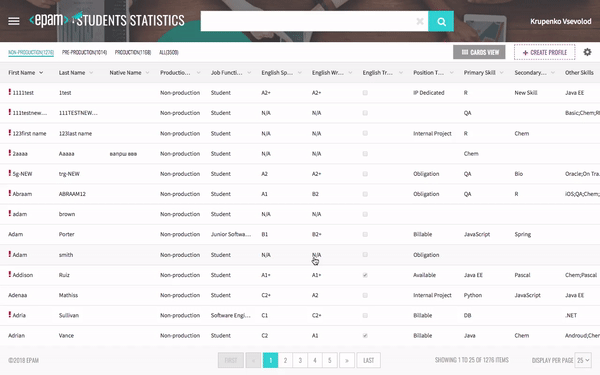 <epam> STUDENTS STATISTICS Krupenko Vsevolod
NON-PRODUCTION(1276) PRE-PRODUCTION(1014) PRODUCTION(1168) ALL(3509) CARDS VIEW + CREATE PROFILE
First Name Last Name Native Name Productio... Job Functi... English Sp... English Wr... English Tr... Position T... Primary Skill Secondary... Other Skills
1111test 1test Non-production Student A2+ A2+ IP Dedicated R New Skill Java EE
111testnew... 111TESTNEW... Non-production Student N/A N/A QA Basic;Chem;R
123first name 123last name Non-production Student N/A N/A Internal Project R Chem
2aaaa Aaaaa аапрш вев Non-production Student N/A N/A Chem
5g-NEW trg-NEW Non-production Student A2 A2+ Obligation QA Bio Oracle;On Tra.
Abraam ABRAAM12 Non-production Student A1 B2 Obligation QA R iOS;QA;Chem;
adam brown Non-production Student N/A N/A
Adam Porter Non-production Junior Softwa... B1 B2+ Billable JavaScript Spring
Adam smith Non-production Student N/A N/A Obligation
Addison Ruiz Non-production Student A1+ A1+ Available Java EE Pascal Chem;Pascal
Adenaa Mathiss Non-production Student C2+ A2 Internal Project Python JavaScript Java EE
Adria Sullivan Non-production Software Engi... C1 C2+ Billable DB .NET
Adrian Vance Non-production Student C2 A1 Billable Java Chem Android;Chem
©2018 EPAM FIRST « 1 2 3 4 5 » LAST SHOWING 1 TO 25 OF 1276 ITEMS DISPLAY PER PAGE 25